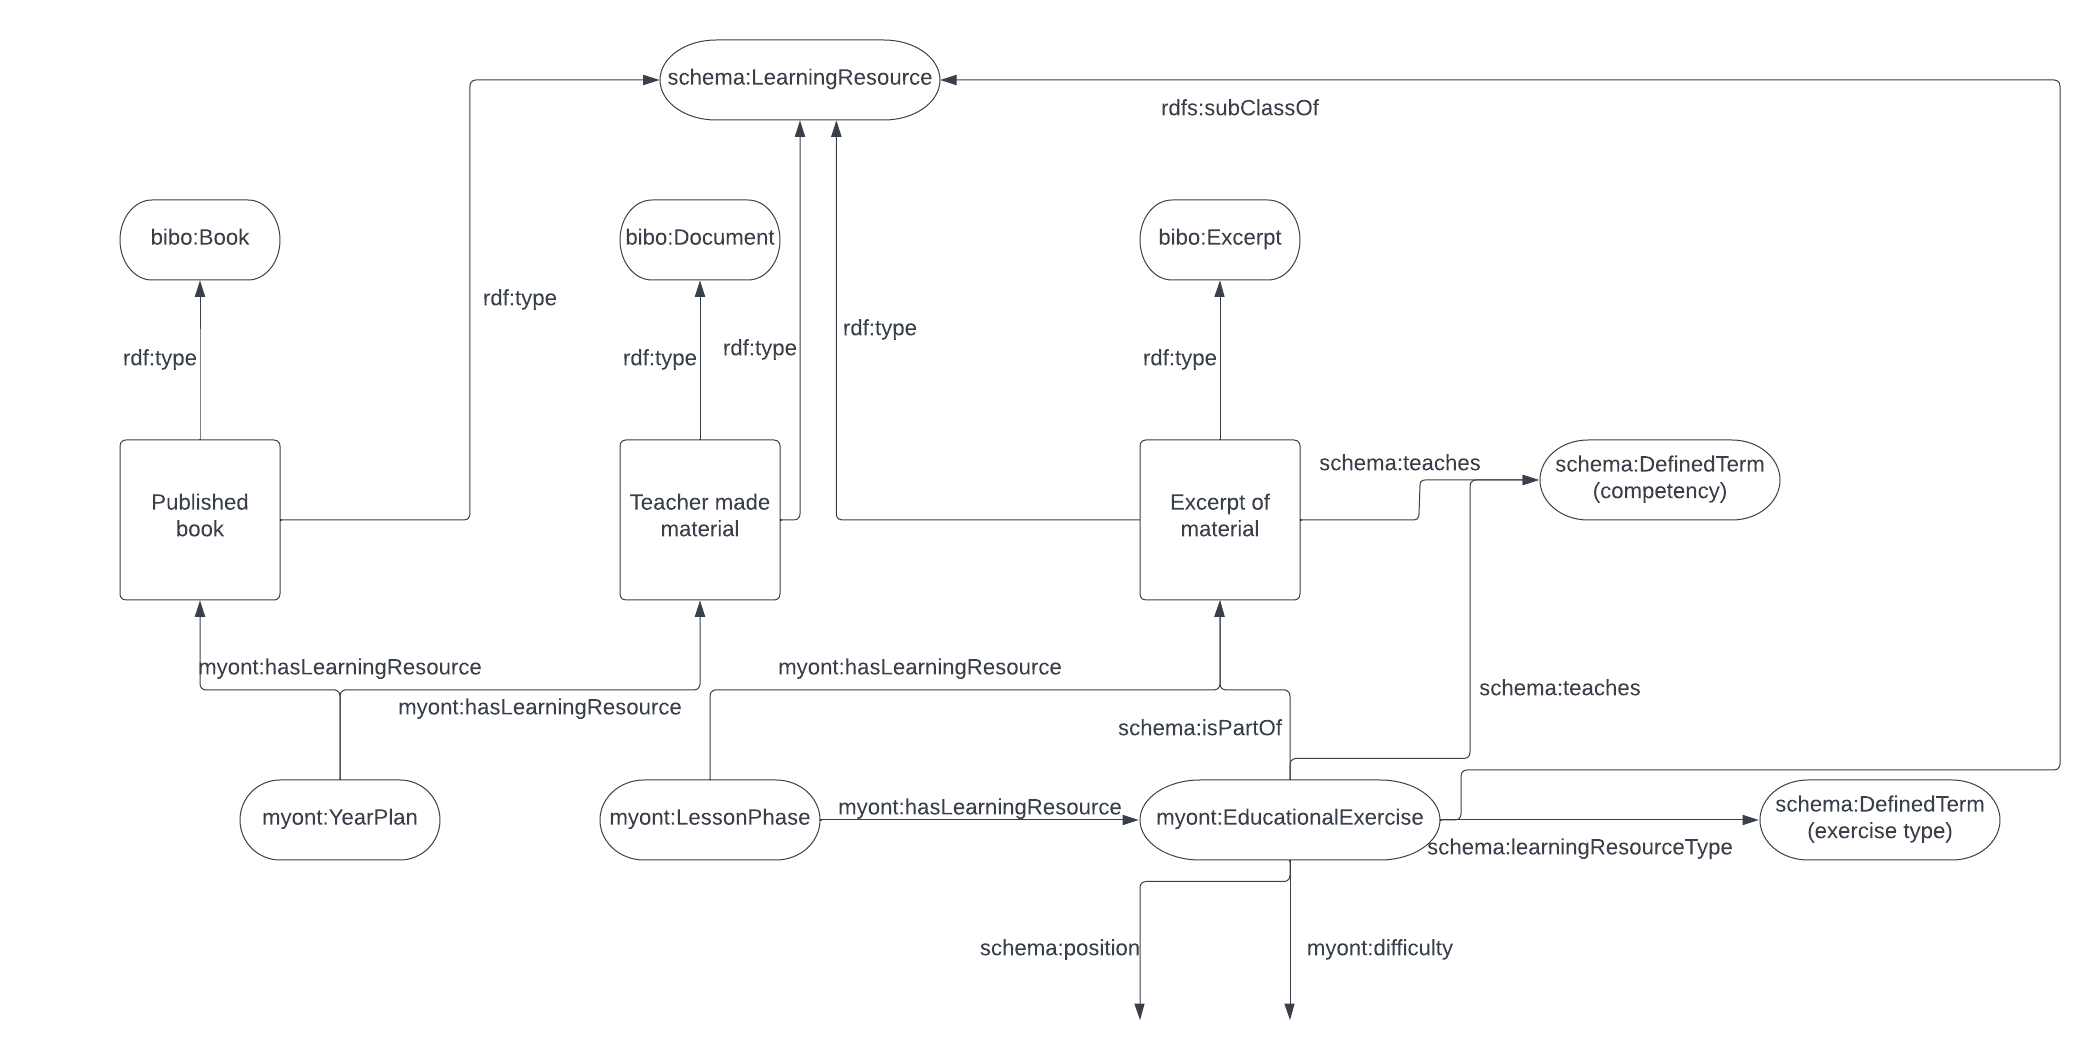 schema:LearningResource
rdfs:subClassOf
bibo:Book
bibo:Document
bibo:Excerpt
rdf:type
rdf:type
rdf:type
rdf:type
rdf:type
rdf:type
Published
book
Teacher made
material
Excerpt of
material
schema:teaches
schema:DefinedTerm
(competency)
myont:hasLearningResource
myont:hasLearningResource
myont:hasLearningResource
schema:teaches
schema:isPartOf
myont:YearPlan
myont:LessonPhase
myont:hasLearningResource
myont:EducationalExercise
schema:learningResourceType
schema:DefinedTerm
(exercise type)
schema:position
myont:difficulty